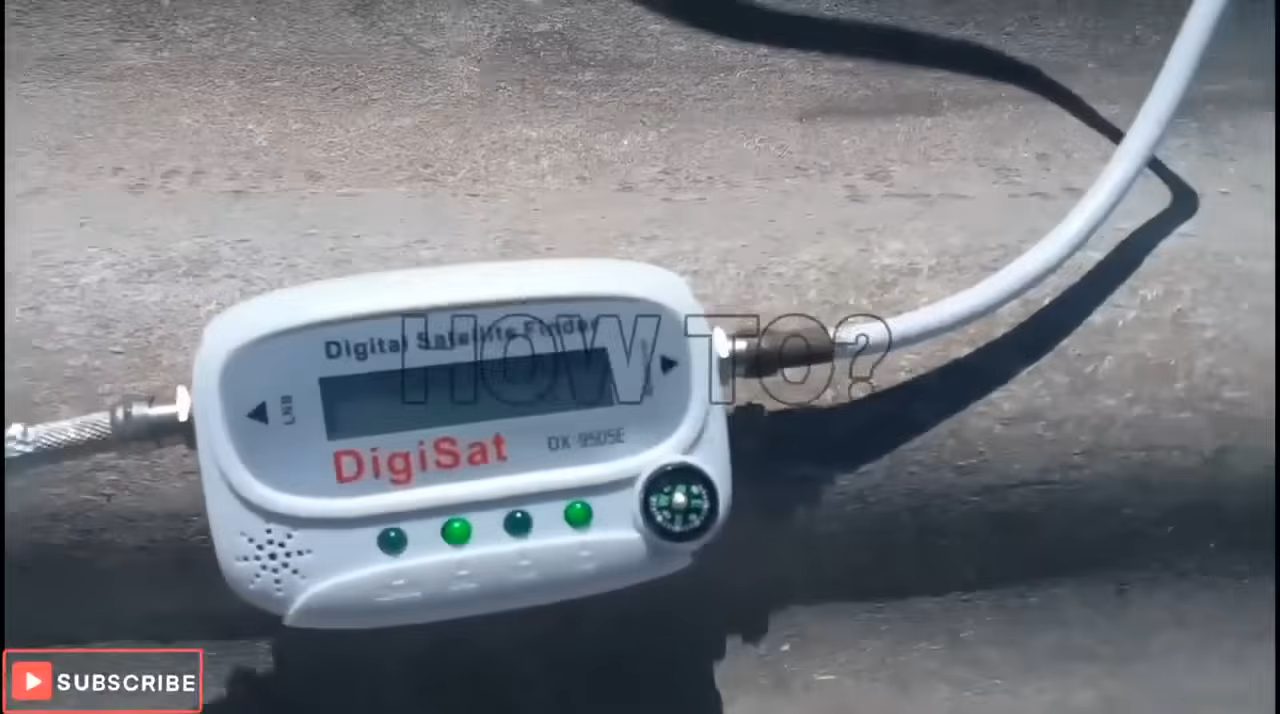 Digital Satellite Finder
HOW TO?
LNB
DigiSat
DX-9505E
SUBSCRIBE